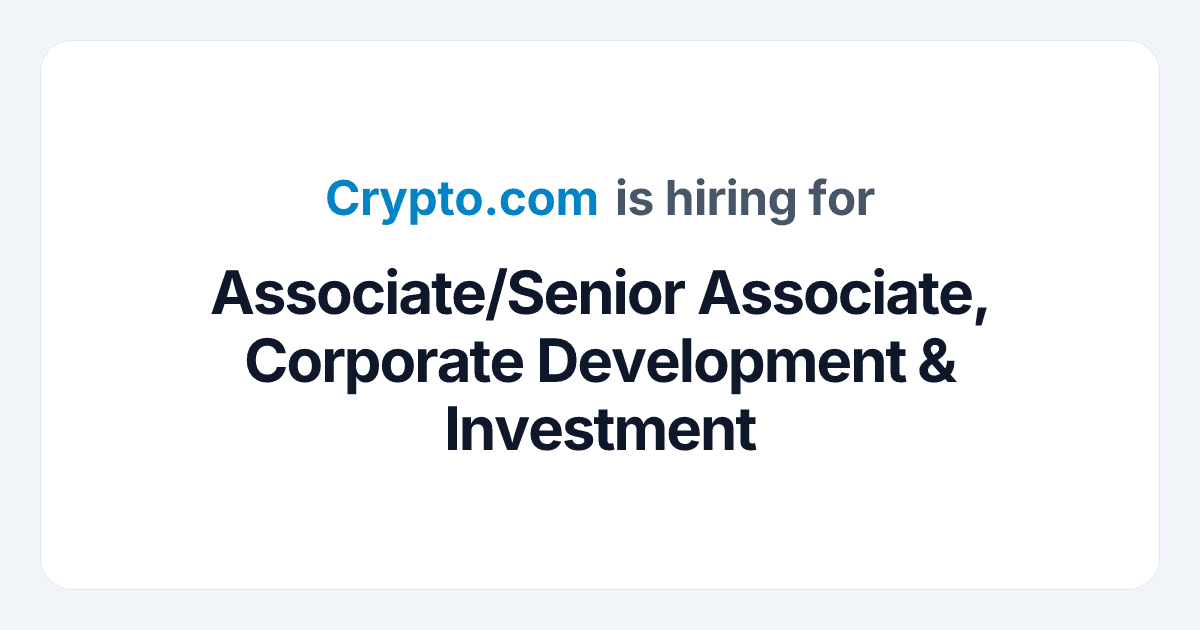 Crypto.com is hiring for
Associate/Senior Associate,
Corporate Development &
Investment